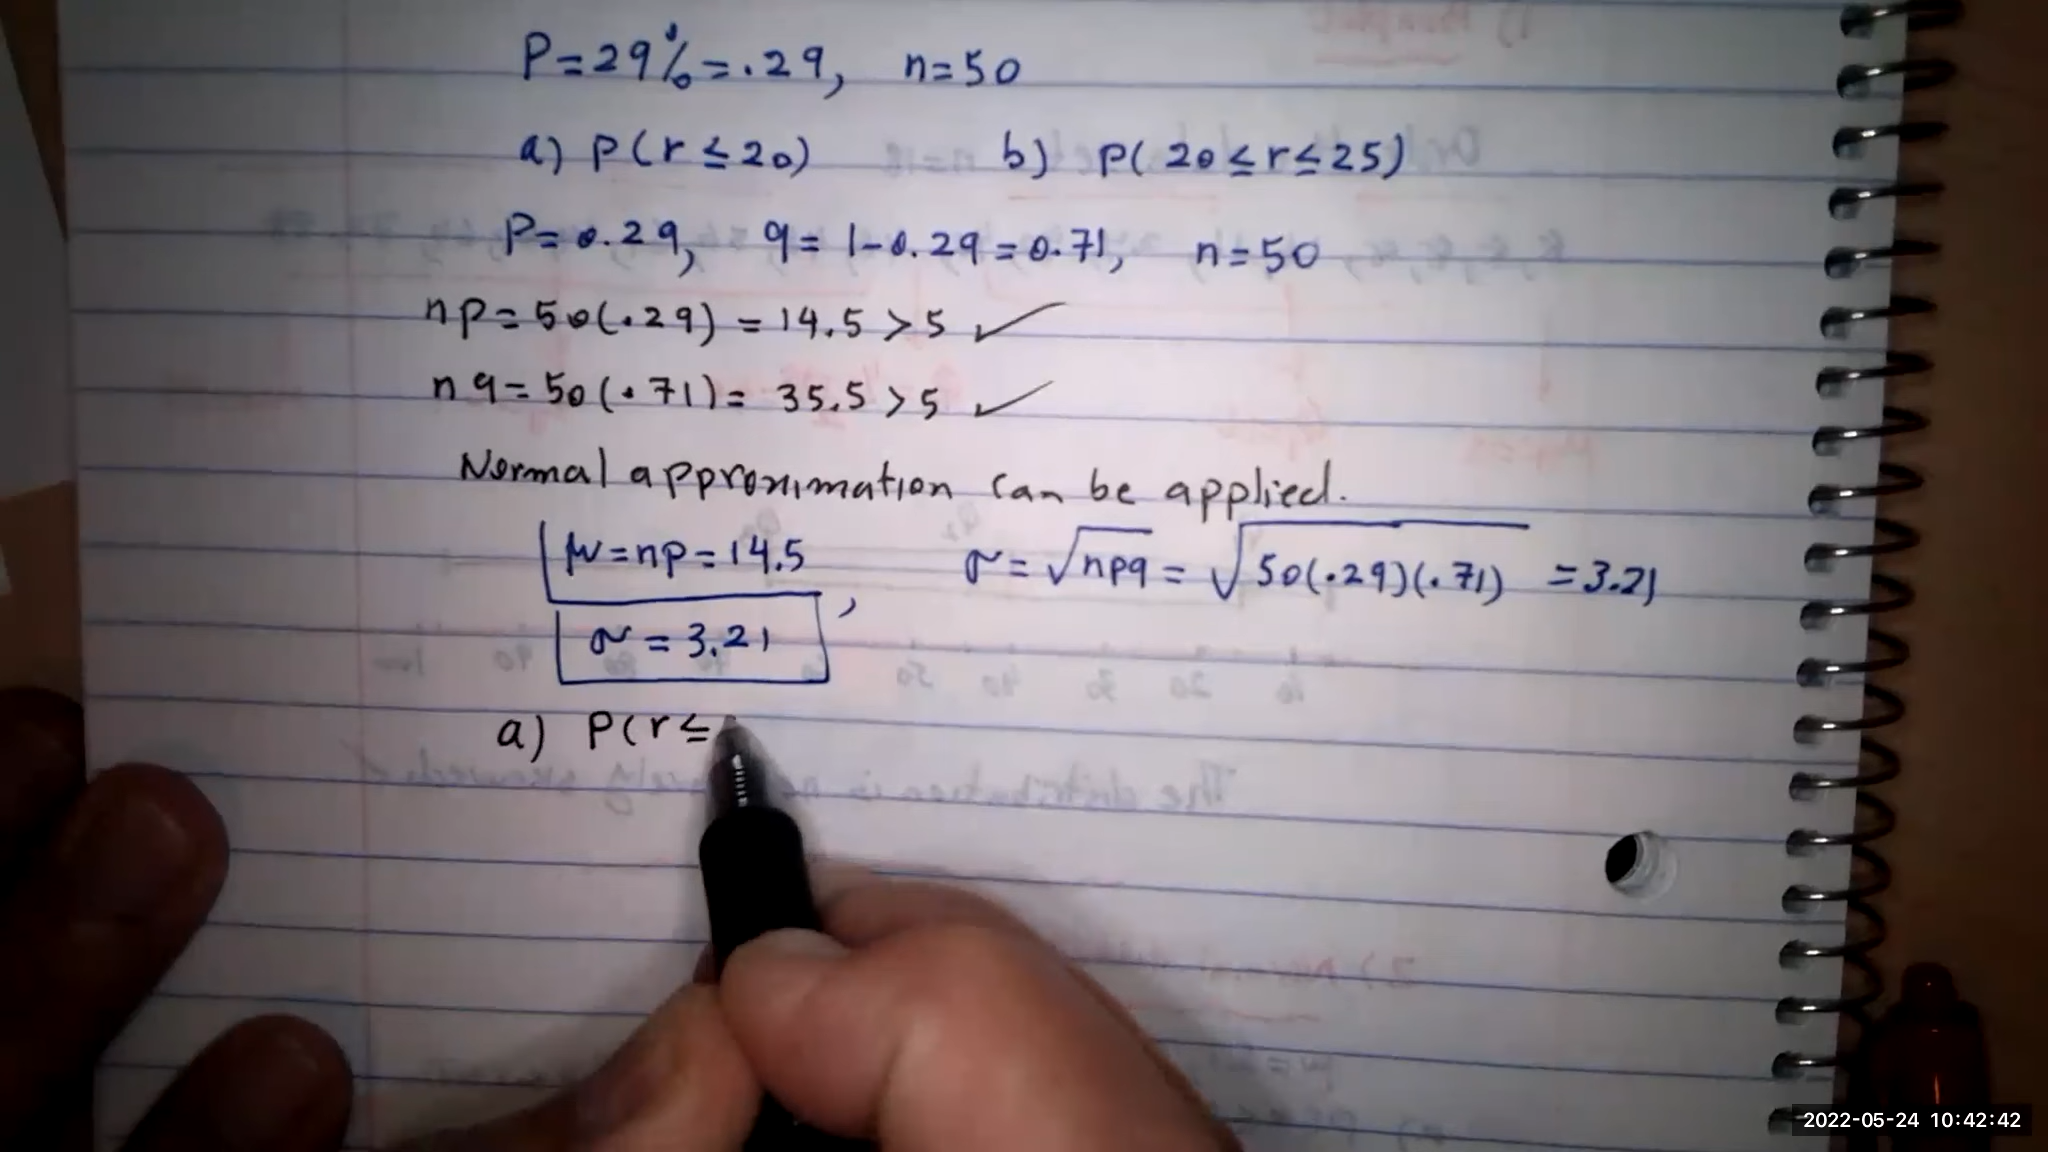 P=29%=.29, n=50
a) P(r≤20) b) P(20≤r≤25)
P=0.29, q=1-0.29=0.71, n=50
np=50(.29)=14.5>5 ✓
nq=50(.71)=35.5>5 ✓
Normal approximation can be applied.
μ=np=14.5, σ=√npq=√50(.29)(.71) =3.21
σ=3.21
a) P(r≤
2022-05-24 10:42:42